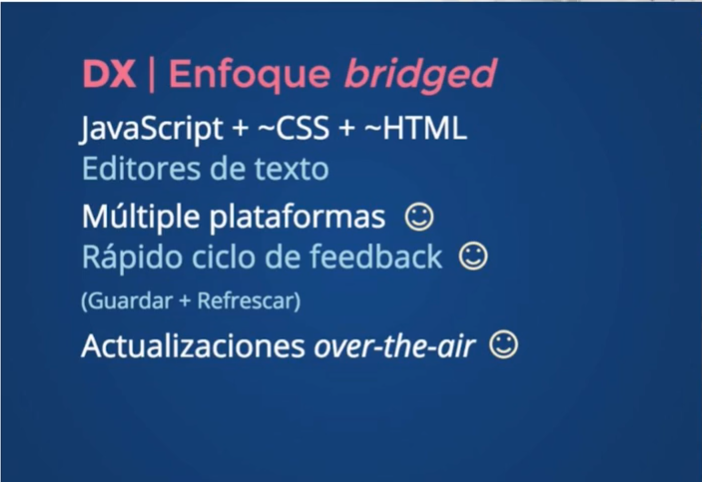 DX | Enfoque bridged
JavaScript + ~CSS + ~HTML
Editores de texto
Múltiple plataformas ☺
Rápido ciclo de feedback ☺
(Guardar + Refrescar)
Actualizaciones over-the-air ☺